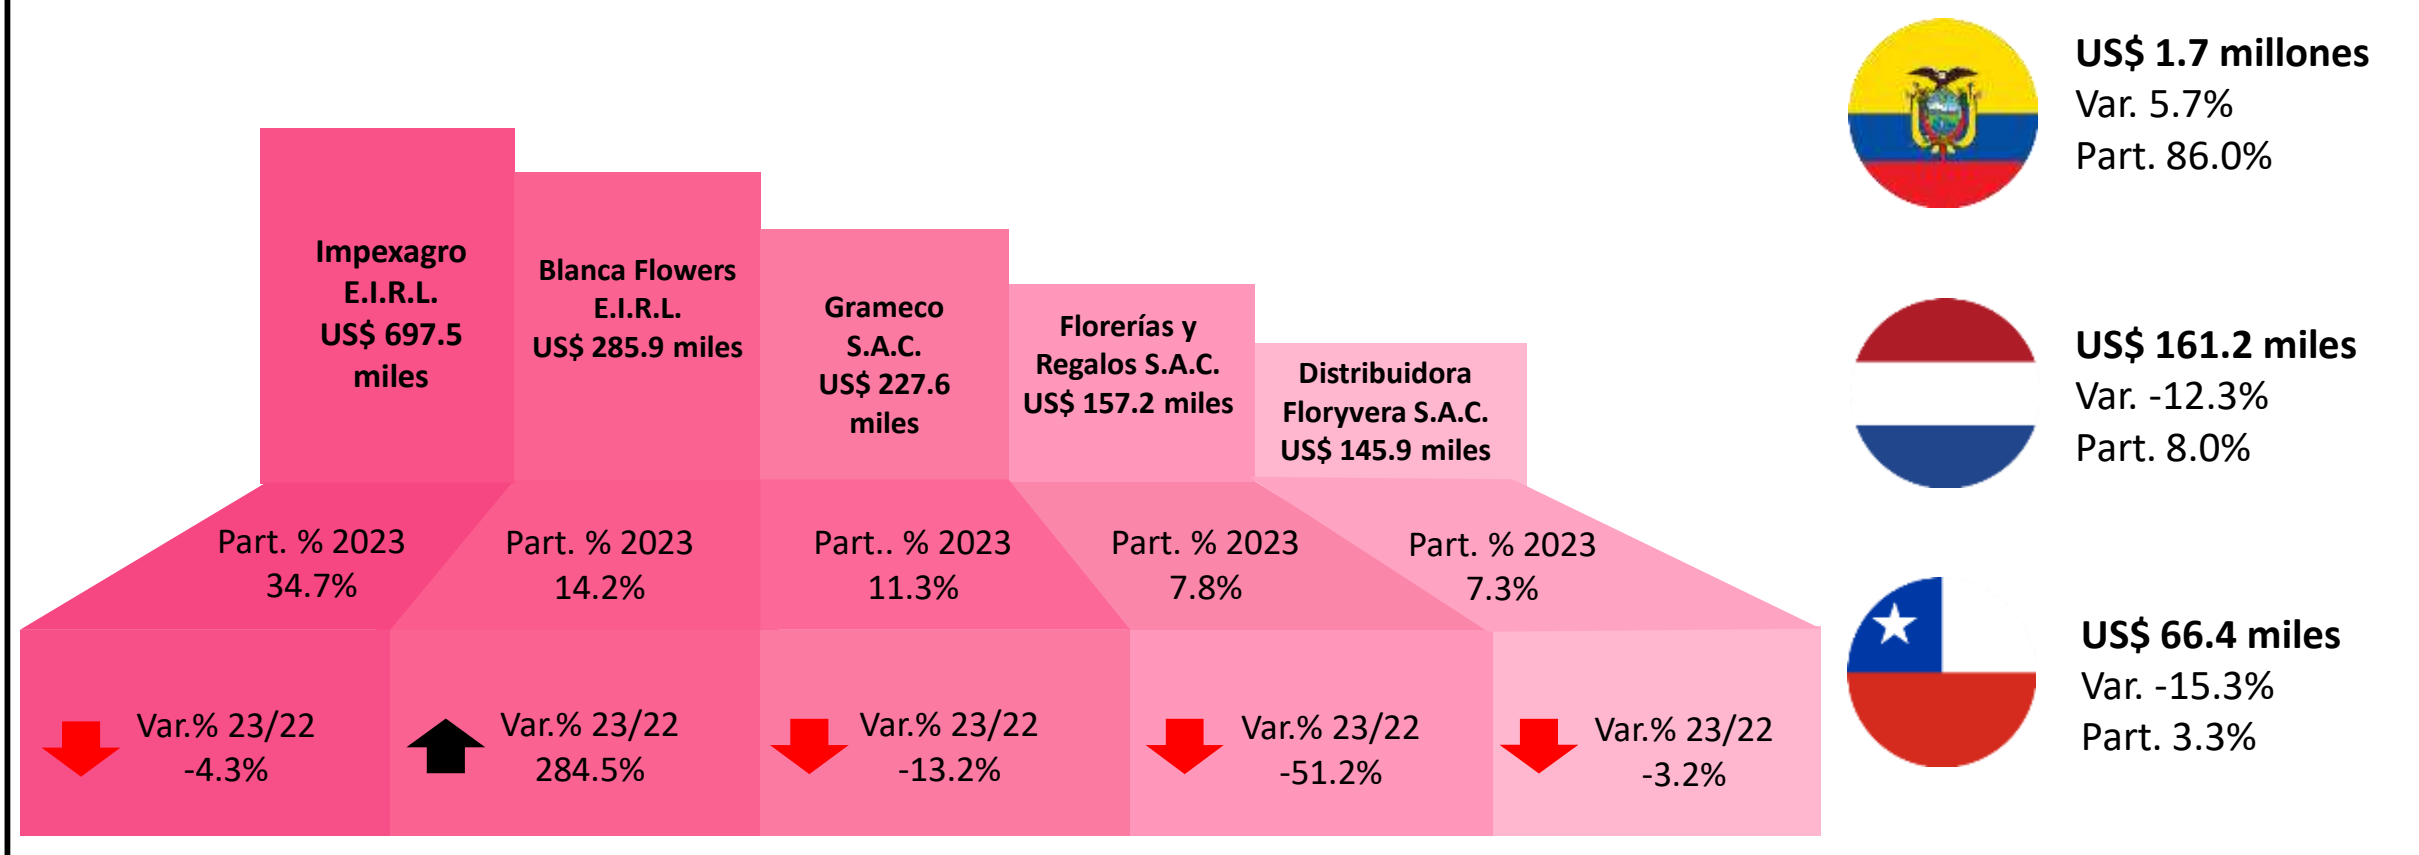 Impexagro
E.I.R.L.
US$ 697.5
miles
Blanca Flowers
E.I.R.L.
US$ 285.9 miles
Grameco
S.A.C.
US$ 227.6
miles
Florerías y
Regalos S.A.C.
US$ 157.2 miles
Distribuidora
Floryvera S.A.C.
US$ 145.9 miles
Part. % 2023
34.7%
Part. % 2023
14.2%
Part.. % 2023
11.3%
Part. % 2023
7.8%
Part. % 2023
7.3%
Var.% 23/22
-4.3%
Var.% 23/22
284.5%
Var.% 23/22
-13.2%
Var.% 23/22
-51.2%
Var.% 23/22
-3.2%
US$ 1.7 millones
Var. 5.7%
Part. 86.0%
US$ 161.2 miles
Var. -12.3%
Part. 8.0%
US$ 66.4 miles
Var. -15.3%
Part. 3.3%